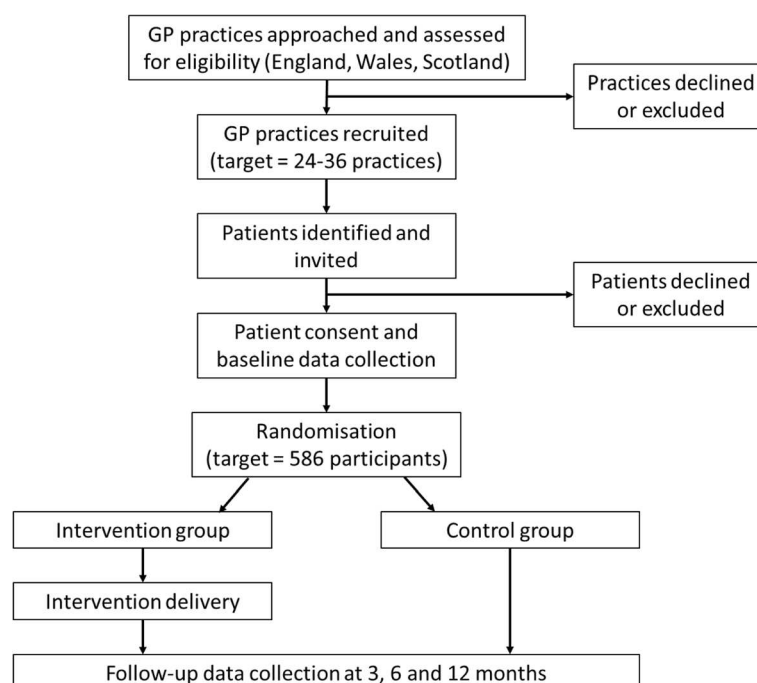 GP practices approached and assessed
for eligibility (England, Wales, Scotland)
Practices declined
or excluded
GP practices recruited
(target = 24-36 practices)
Patients identified and
invited
Patients declined
or excluded
Patient consent and
baseline data collection
Randomisation
(target = 586 participants)
Intervention group
Control group
Intervention delivery
Follow-up data collection at 3, 6 and 12 months